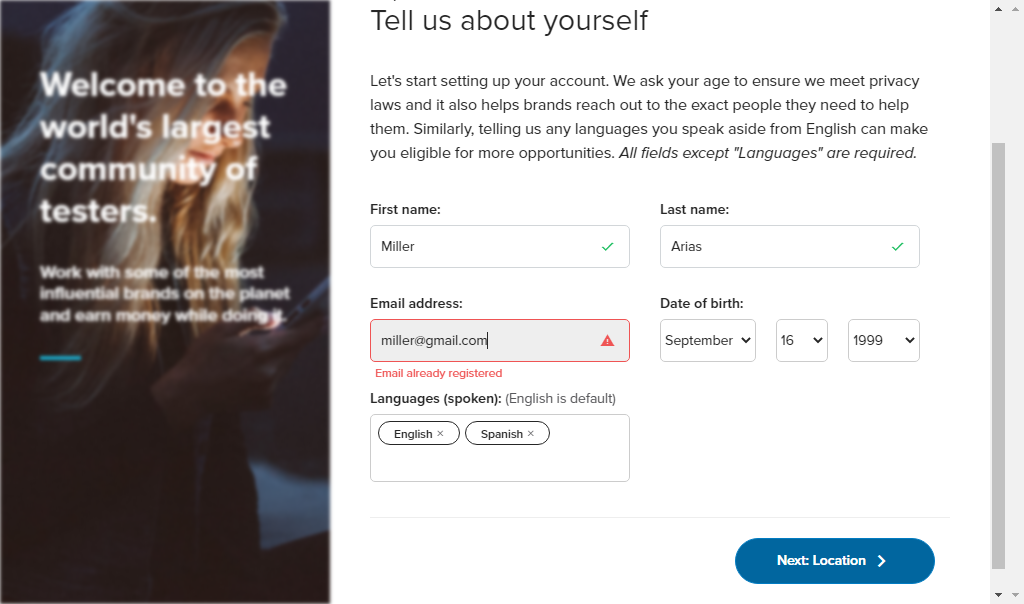 Welcome to the
world's largest
community of
testers.
Work with some of the most
influential brands on the planet
and earn money while doing it.
Tell us about yourself
Let's start setting up your account. We ask your age to ensure we meet privacy
laws and it also helps brands reach out to the exact people they need to help
them. Similarly, telling us any languages you speak aside from English can make
you eligible for more opportunities. All fields except "Languages" are required.
First name:
Last name:
Miller
Arias
Email address:
Date of birth:
miller@gmail.com
September
16
1999
Email already registered
Languages (spoken): (English is default)
English ×
Spanish ×
Next: Location